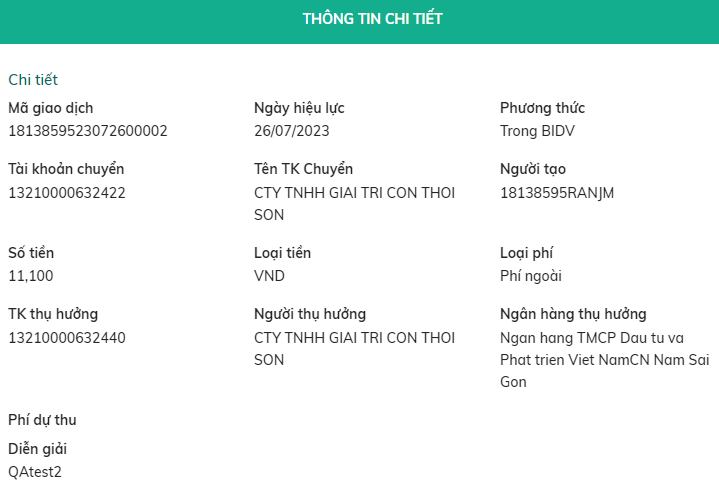 THÔNG TIN CHI TIẾT
Chi tiết
Mã giao dịch
1813859523072600002
Ngày hiệu lực
26/07/2023
Phương thức
Trong BIDV
Tài khoản chuyển
13210000632422
Tên TK Chuyển
CTY TNHH GIAI TRI CON THOI
SON
Người tạo
18138595RANJM
Số tiền
11,100
Loại tiền
VND
Loại phí
Phí ngoài
TK thụ hưởng
13210000632440
Người thụ hưởng
CTY TNHH GIAI TRI CON THOI
SON
Ngân hàng thụ hưởng
Ngan hang TMCP Dau tu va
Phat trien Viet NamCN Nam Sai
Gon
Phí dự thu
Diễn giải
QAtest2